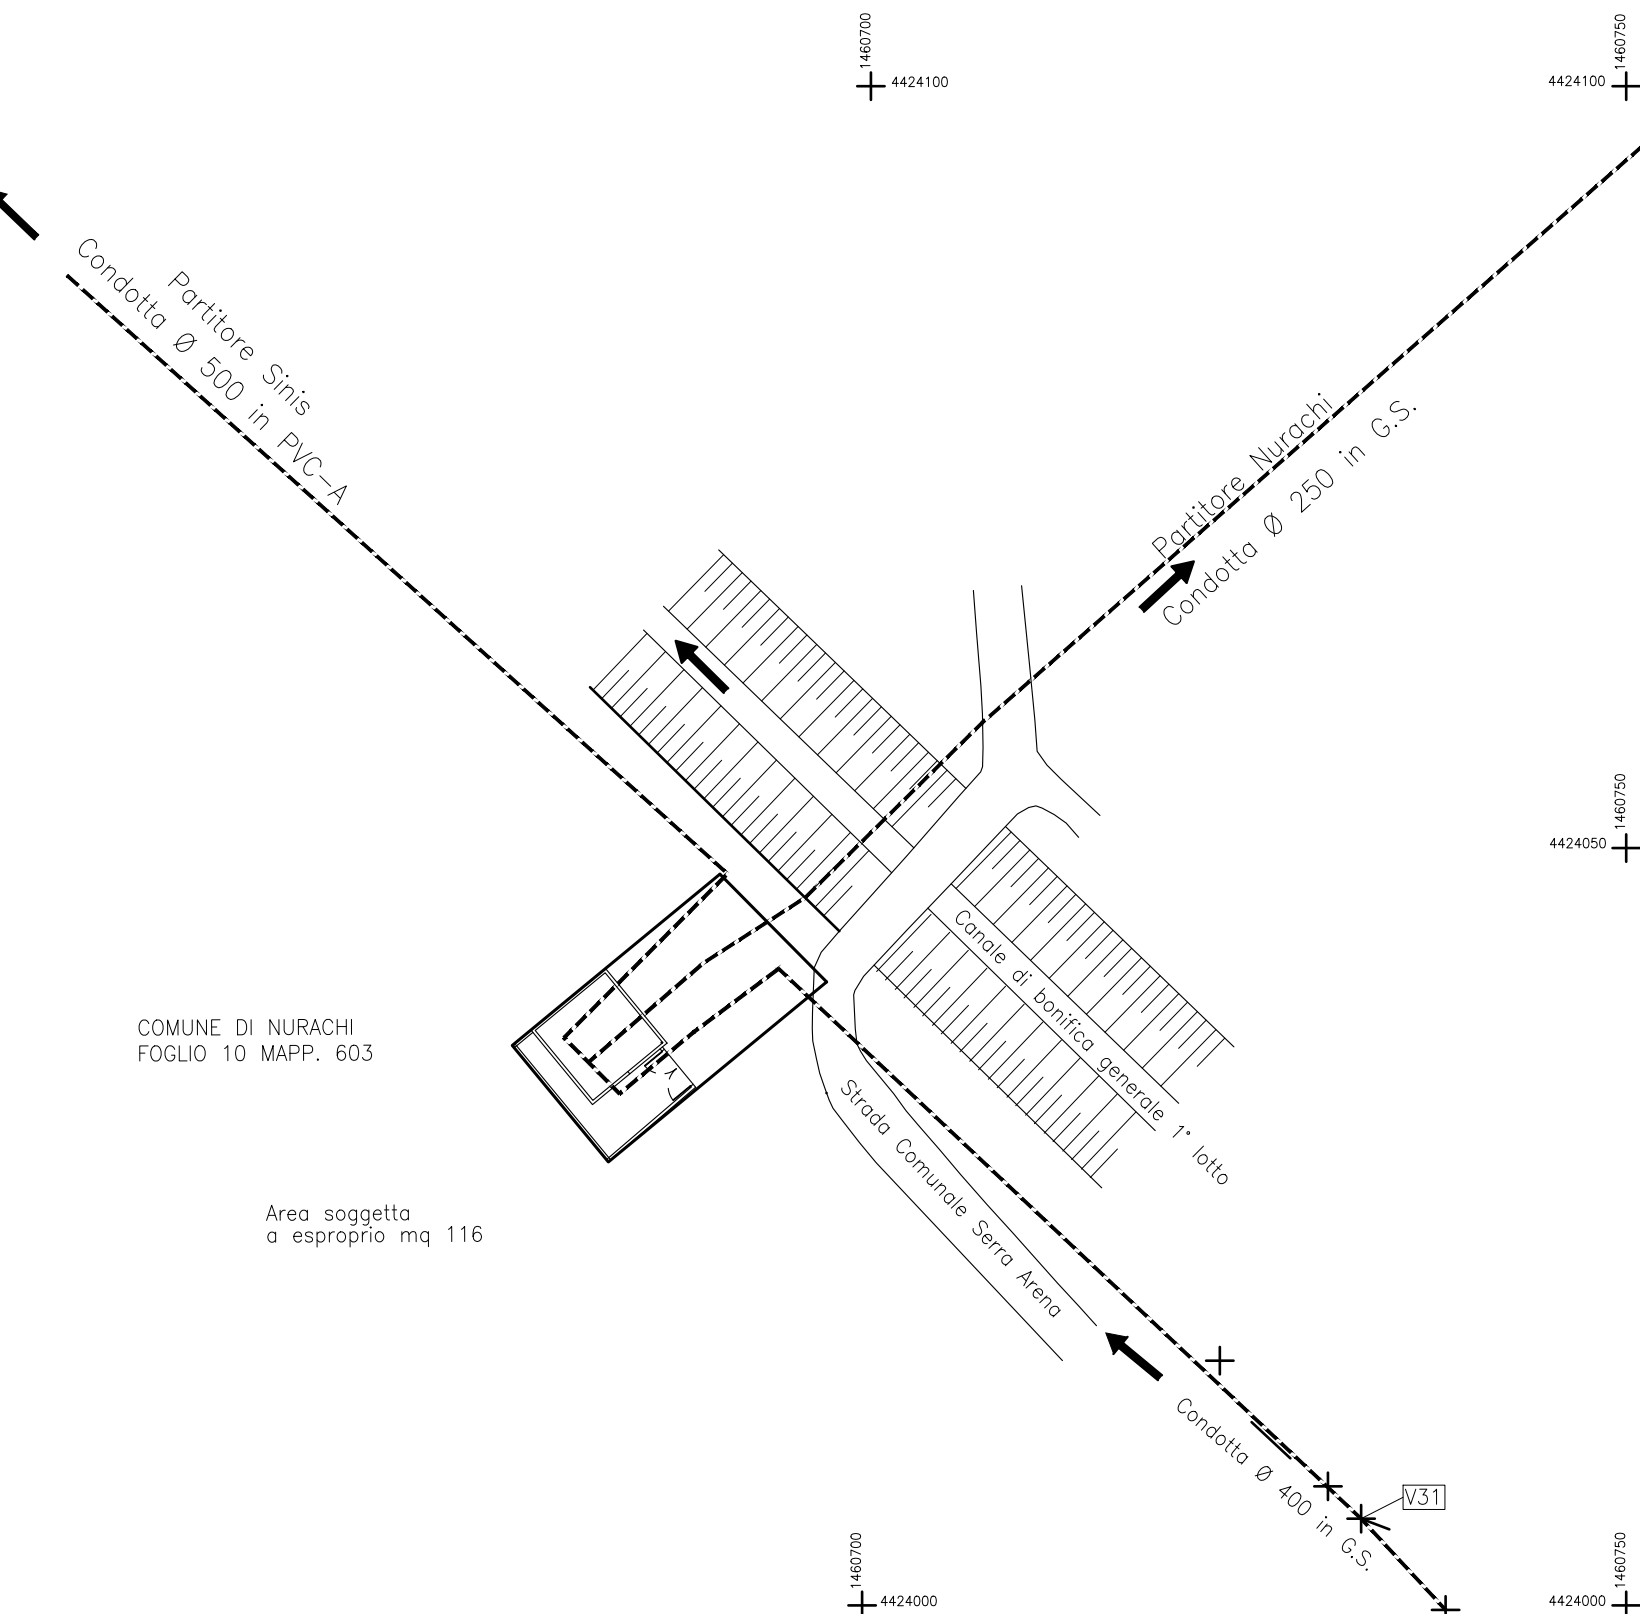 1460700
4424100
1460750
4424100
Partitore Sinis
Condotta Ø 500 in PVC-A
Partitore Nurachi
Condotta Ø 250 in G.S.
1460750
4424050
Canale di bonifica generale 1° lotto
COMUNE DI NURACHI
FOGLIO 10 MAPP. 603
Strada Comunale Serra Arena
Area soggetta
a esproprio mq 116
Condotta Ø 400 in G.S.
V31
1460700
4424000
1460750
4424000